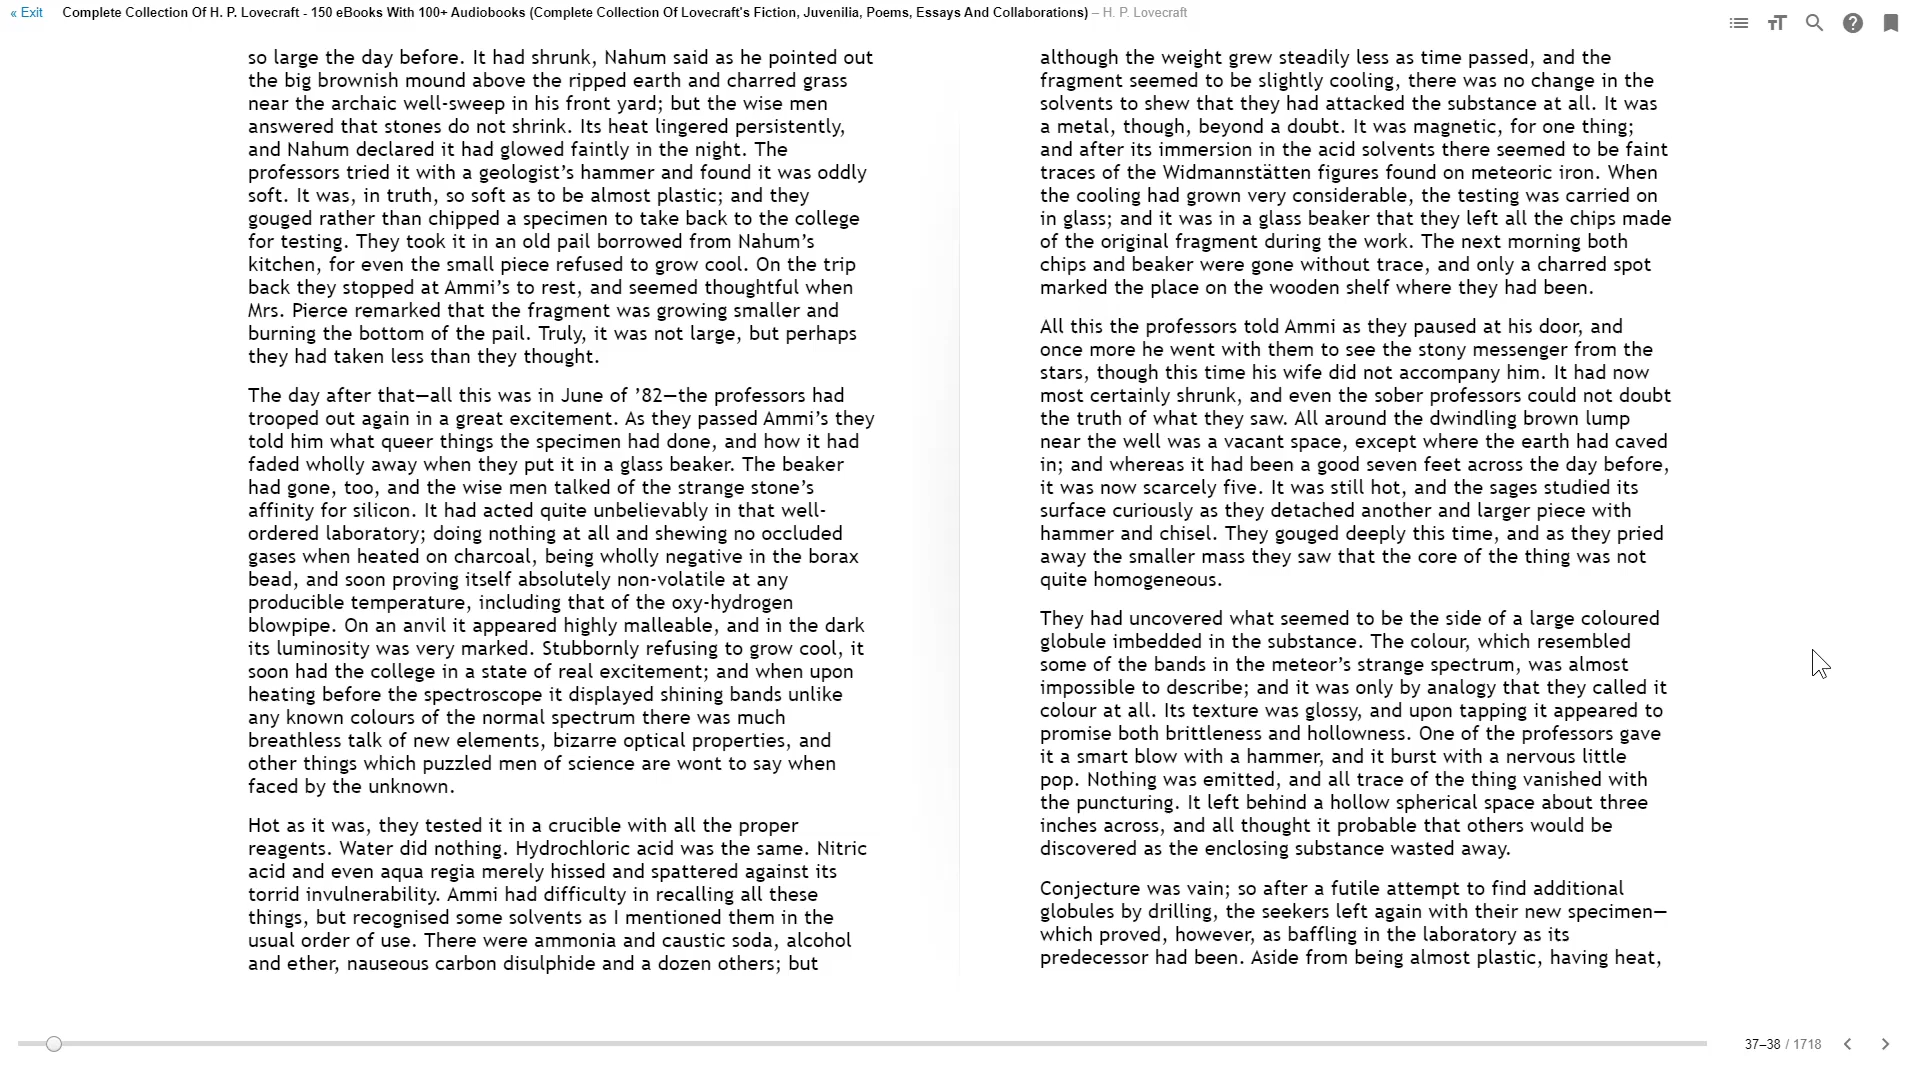 « Exit Complete Collection Of H. P. Lovecraft - 150 eBooks With 100+ Audiobooks (Complete Collection Of Lovecraft's Fiction, Juvenilia, Poems, Essays And Collaborations) – H. P. Lovecraft
so large the day before. It had shrunk, Nahum said as he pointed out
the big brownish mound above the ripped earth and charred grass
near the archaic well-sweep in his front yard; but the wise men
answered that stones do not shrink. Its heat lingered persistently,
and Nahum declared it had glowed faintly in the night. The
professors tried it with a geologist’s hammer and found it was oddly
soft. It was, in truth, so soft as to be almost plastic; and they
gouged rather than chipped a specimen to take back to the college
for testing. They took it in an old pail borrowed from Nahum’s
kitchen, for even the small piece refused to grow cool. On the trip
back they stopped at Ammi’s to rest, and seemed thoughtful when
Mrs. Pierce remarked that the fragment was growing smaller and
burning the bottom of the pail. Truly, it was not large, but perhaps
they had taken less than they thought.
The day after that—all this was in June of ’82—the professors had
trooped out again in a great excitement. As they passed Ammi’s they
told him what queer things the specimen had done, and how it had
faded wholly away when they put it in a glass beaker. The beaker
had gone, too, and the wise men talked of the strange stone’s
affinity for silicon. It had acted quite unbelievably in that well-
ordered laboratory; doing nothing at all and shewing no occluded
gases when heated on charcoal, being wholly negative in the borax
bead, and soon proving itself absolutely non-volatile at any
producible temperature, including that of the oxy-hydrogen
blowpipe. On an anvil it appeared highly malleable, and in the dark
its luminosity was very marked. Stubbornly refusing to grow cool, it
soon had the college in a state of real excitement; and when upon
heating before the spectroscope it displayed shining bands unlike
any known colours of the normal spectrum there was much
breathless talk of new elements, bizarre optical properties, and
other things which puzzled men of science are wont to say when
faced by the unknown.
Hot as it was, they tested it in a crucible with all the proper
reagents. Water did nothing. Hydrochloric acid was the same. Nitric
acid and even aqua regia merely hissed and spattered against its
torrid invulnerability. Ammi had difficulty in recalling all these
things, but recognised some solvents as I mentioned them in the
usual order of use. There were ammonia and caustic soda, alcohol
and ether, nauseous carbon disulphide and a dozen others; but
although the weight grew steadily less as time passed, and the
fragment seemed to be slightly cooling, there was no change in the
solvents to shew that they had attacked the substance at all. It was
a metal, though, beyond a doubt. It was magnetic, for one thing;
and after its immersion in the acid solvents there seemed to be faint
traces of the Widmannstätten figures found on meteoric iron. When
the cooling had grown very considerable, the testing was carried on
in glass; and it was in a glass beaker that they left all the chips made
of the original fragment during the work. The next morning both
chips and beaker were gone without trace, and only a charred spot
marked the place on the wooden shelf where they had been.
All this the professors told Ammi as they paused at his door, and
once more he went with them to see the stony messenger from the
stars, though this time his wife did not accompany him. It had now
most certainly shrunk, and even the sober professors could not doubt
the truth of what they saw. All around the dwindling brown lump
near the well was a vacant space, except where the earth had caved
in; and whereas it had been a good seven feet across the day before,
it was now scarcely five. It was still hot, and the sages studied its
surface curiously as they detached another and larger piece with
hammer and chisel. They gouged deeply this time, and as they pried
away the smaller mass they saw that the core of the thing was not
quite homogeneous.
They had uncovered what seemed to be the side of a large coloured
globule imbedded in the substance. The colour, which resembled
some of the bands in the meteor’s strange spectrum, was almost
impossible to describe; and it was only by analogy that they called it
colour at all. Its texture was glossy, and upon tapping it appeared to
promise both brittleness and hollowness. One of the professors gave
it a smart blow with a hammer, and it burst with a nervous little
pop. Nothing was emitted, and all trace of the thing vanished with
the puncturing. It left behind a hollow spherical space about three
inches across, and all thought it probable that others would be
discovered as the enclosing substance wasted away.
Conjecture was vain; so after a futile attempt to find additional
globules by drilling, the seekers left again with their new specimen—
which proved, however, as baffling in the laboratory as its
predecessor had been. Aside from being almost plastic, having heat,
37–38 / 1718